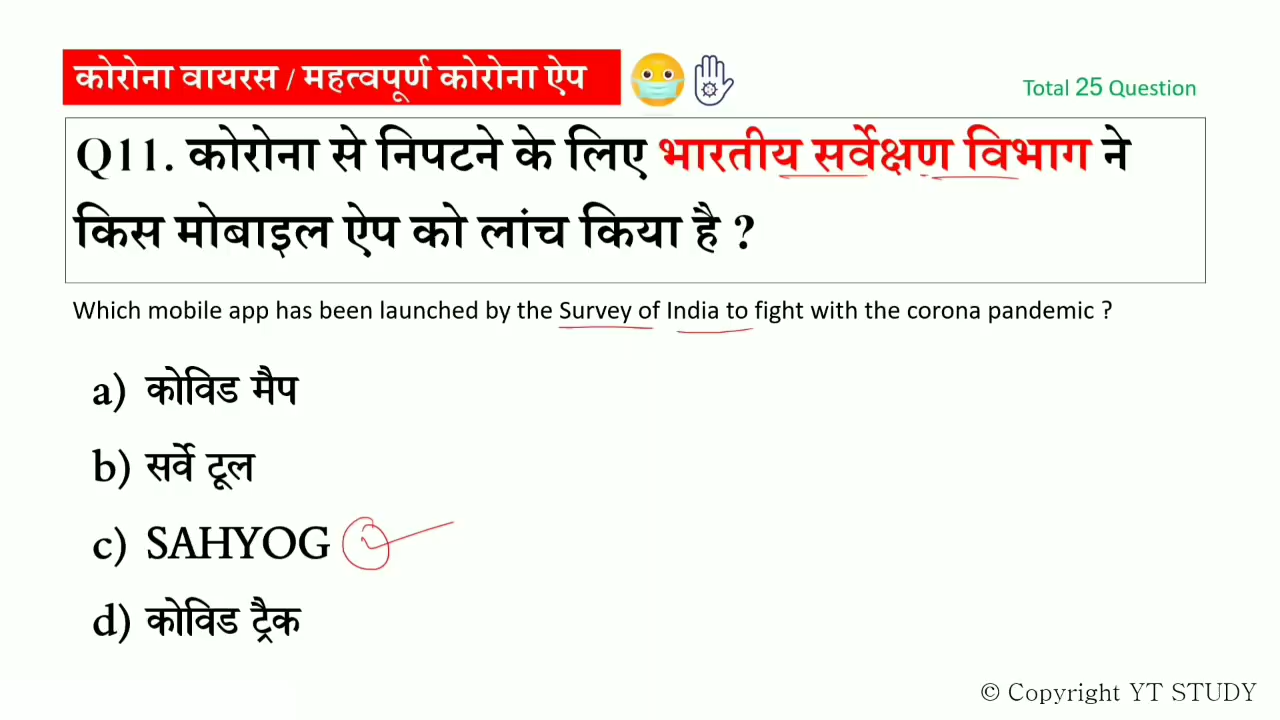 कोरोना वायरस / महत्वपूर्ण कोरोना ऐप
Total 25 Question
Q11. कोरोना से निपटने के लिए भारतीय सर्वेक्षण विभाग ने
किस मोबाइल ऐप को लांच किया है ?
Which mobile app has been launched by the Survey of India to fight with the corona pandemic ?
a) कोविड मैप
b) सर्वे टूल
c) SAHYOG
d) कोविड ट्रैक
© Copyright YT STUDY